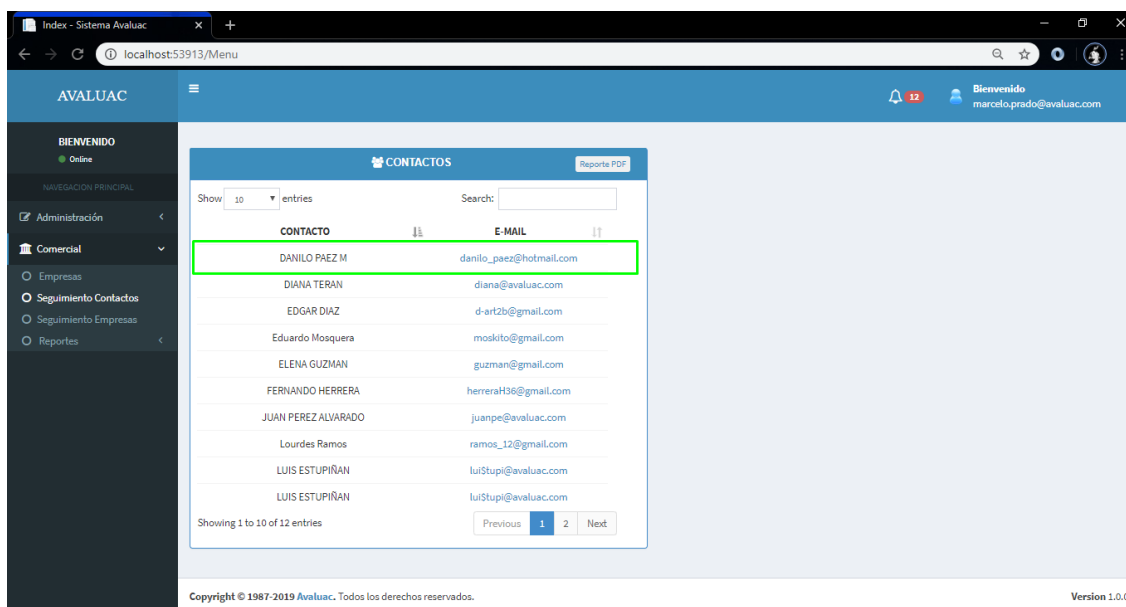 Index - Sistema Avaluac
localhost:53913/Menu
AVALUAC
12
Bienvenido
marcelo.prado@avaluac.com
BIENVENIDO
Online
NAVEGACION PRINCIPAL
Administración
Comercial
Empresas
Seguimiento Contactos
Seguimiento Empresas
Reportes
CONTACTOS Reporte PDF
Show 10 entries Search:
CONTACTO E-MAIL
DANILO PAEZ M danilo_paez@hotmail.com
DIANA TERAN diana@avaluac.com
EDGAR DIAZ d-art2b@gmail.com
Eduardo Mosquera moskito@gmail.com
ELENA GUZMAN guzman@gmail.com
FERNANDO HERRERA herreraH36@gmail.com
JUAN PEREZ ALVARADO juanpe@avaluac.com
Lourdes Ramos ramos_12@gmail.com
LUIS ESTUPIÑAN lui$tupi@avaluac.com
LUIS ESTUPIÑAN lui$tupi@avaluac.com
Showing 1 to 10 of 12 entries Previous 1 2 Next
Copyright © 1987-2019 Avaluac. Todos los derechos reservados. Version 1.0.0